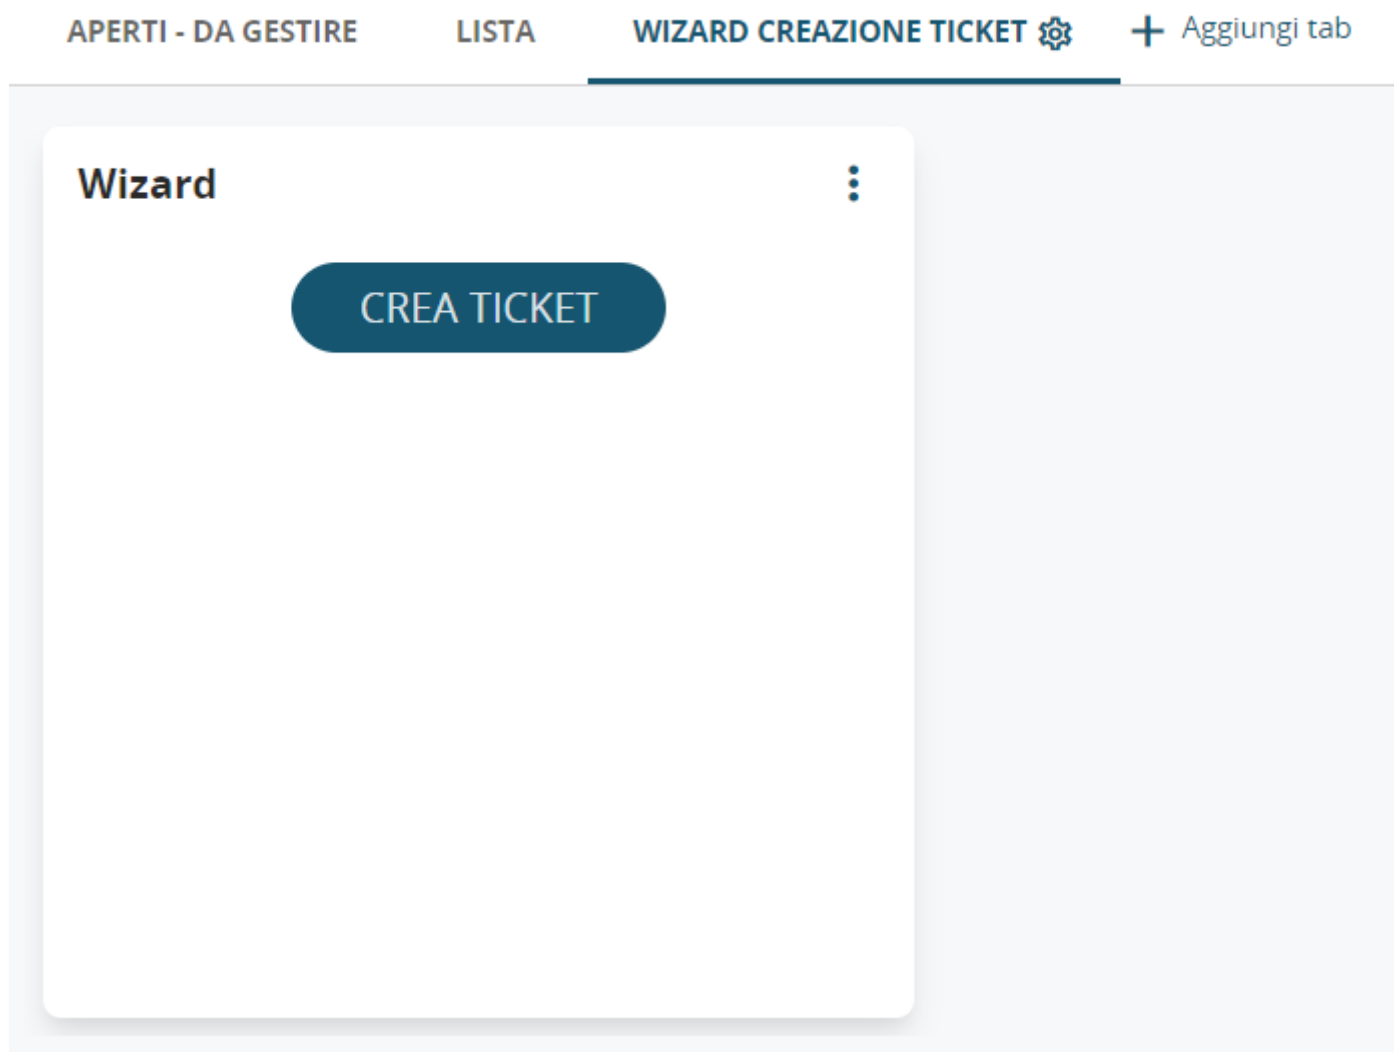 APERTI - DA GESTIRE LISTA WIZARD CREAZIONE TICKET Aggiungi tab
Wizard
CREA TICKET